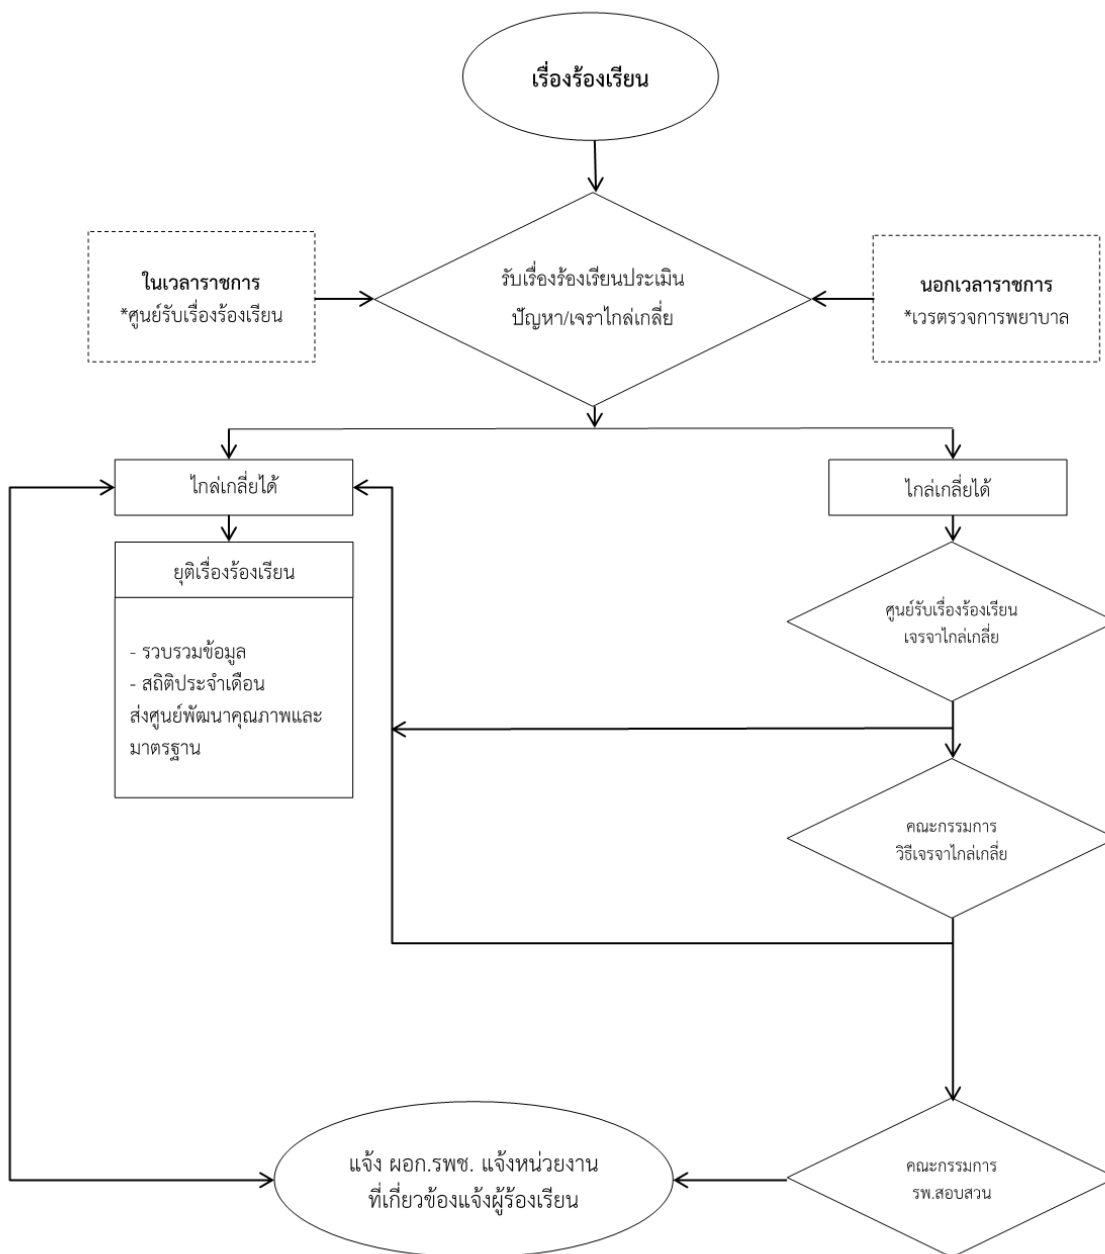 เรื่องร้องเรียน
รับเรื่องร้องเรียนประเมิน
ปัญหา/เจราไกล่เกลี่ย
ในเวลาราชการ
*ศูนย์รับเรื่องร้องเรียน
นอกเวลาราชการ
*เวรตรวจการพยาบาล
ไกล่เกลี่ยได้
ไกล่เกลี่ยได้
ยุติเรื่องร้องเรียน
- รวบรวมข้อมูล
- สถิติประจำเดือน
ส่งศูนย์พัฒนาคุณภาพและ
มาตรฐาน
ศูนย์รับเรื่องร้องเรียน
เจรจาไกล่เกลี่ย
คณะกรรมการ
วิธีเจรจาไกล่เกลี่ย
คณะกรรมการ
รพ.สอบสวน
แจ้ง ผอก.รพช. แจ้งหน่วยงาน
ที่เกี่ยวข้องแจ้งผู้ร้องเรียน